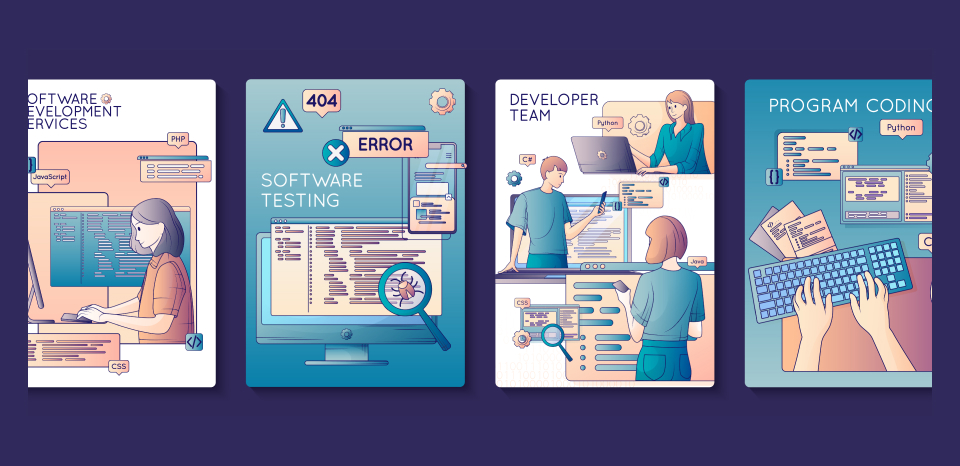 OFTWARE
EVELOPMENT
ERVICES
PHP
JavaScript
</>
CSS
404
ERROR
SOFTWARE
TESTING
DEVELOPER
TEAM
Python
C#
</>
Java
CSS
PROGRAM CODING
Python
</>
{}